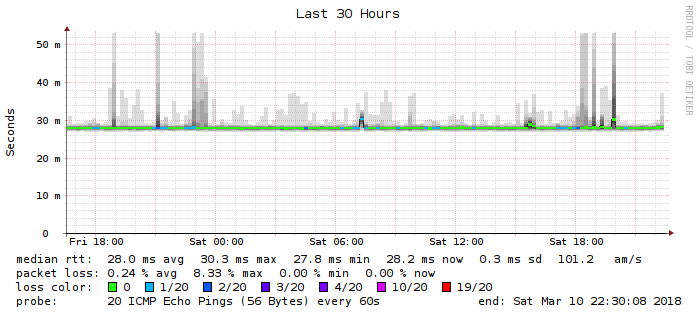 Last 30 Hours
RRDTOOL / TOBI OETIKER
Seconds
50 m
40 m
30 m
20 m
10 m
0
Fri 18:00 Sat 00:00 Sat 06:00 Sat 12:00 Sat 18:00
median rtt: 28.0 ms avg 30.3 ms max 27.8 ms min 28.2 ms now 0.3 ms sd 101.2 am/s
packet loss: 0.24 % avg 8.33 % max 0.00 % min 0.00 % now
loss color: 0 1/20 2/20 3/20 4/20 10/20 19/20
probe: 20 ICMP Echo Pings (56 Bytes) every 60s end: Sat Mar 10 22:30:08 2018